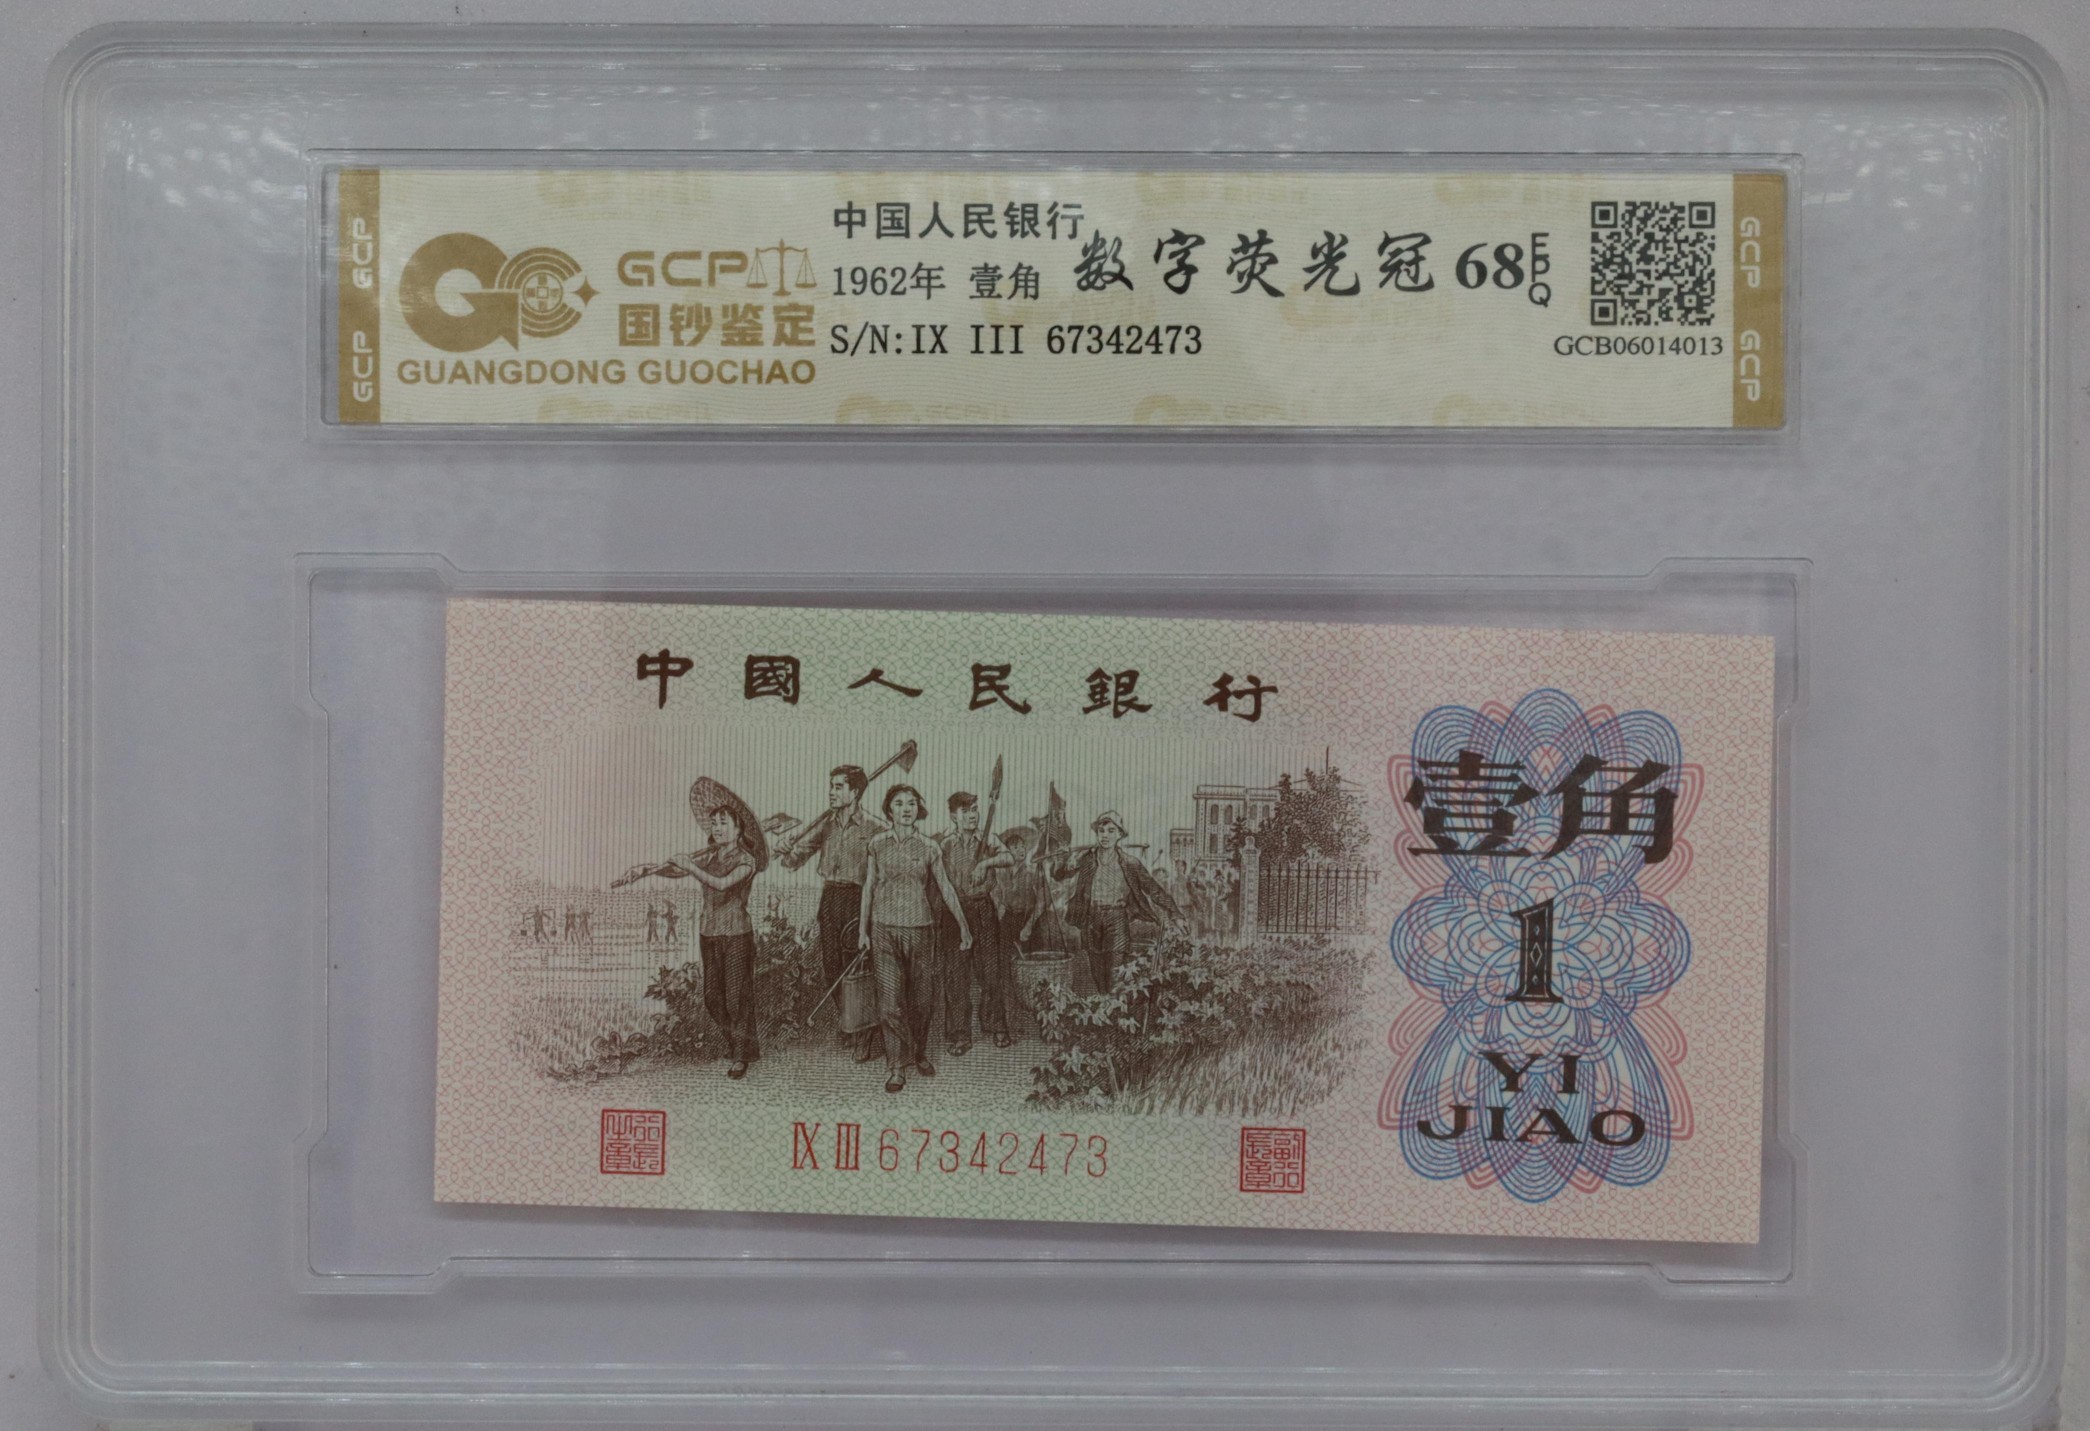 GCP
国钞鉴定
GUANGDONG GUOCHAO
中国人民银行
1962年 壹角
S/N:IX III 67342473
数字荧光冠 68 EPQ
GCB06014013
GCP GCP
GCP GCP
中國人民銀行
壹角
1
YI
JIAO
IX III 67342473